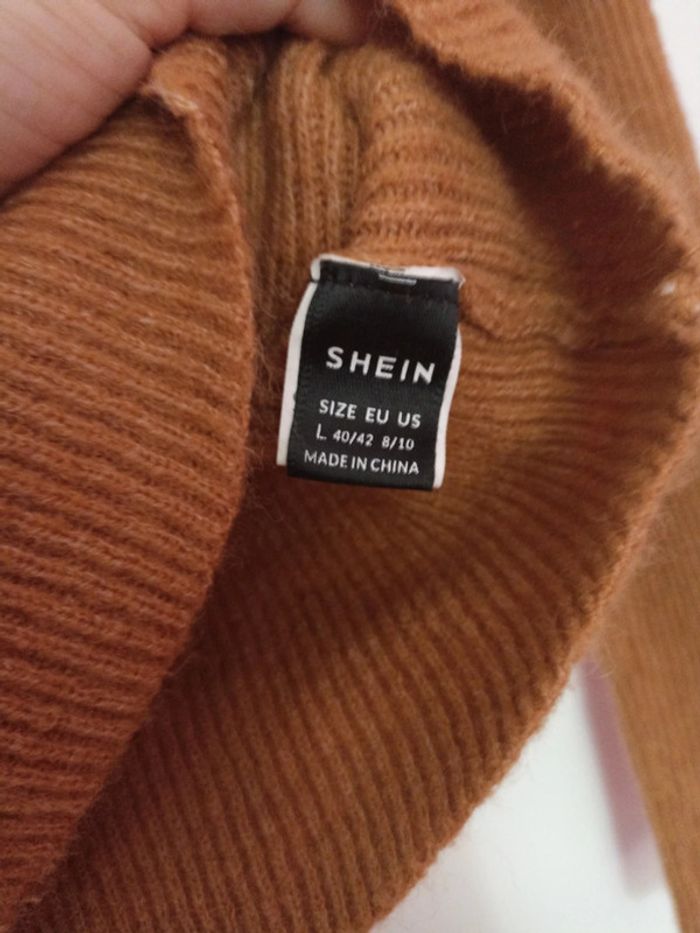 SHEIN
SIZE EU US
L 40/42 8/10
MADE IN CHINA